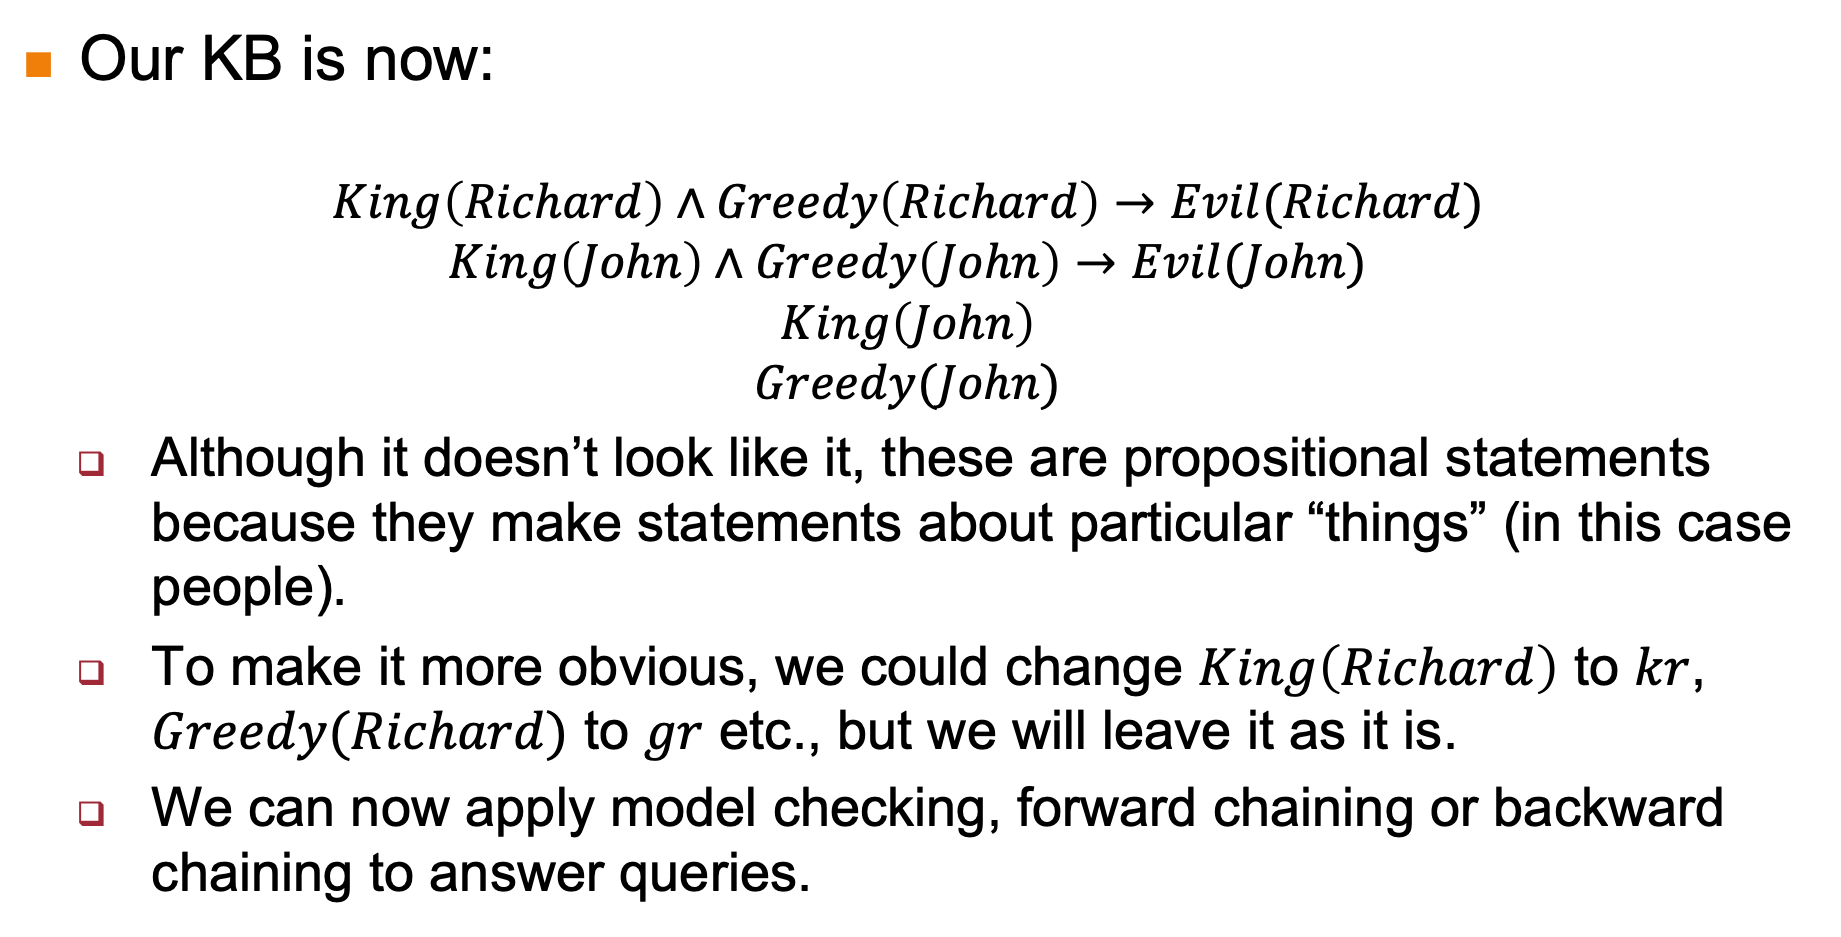 Our KB is now:
King(Richard) ∧ Greedy(Richard) → Evil(Richard)
King(John) ∧ Greedy(John) → Evil(John)
King(John)
Greedy(John)
Although it doesn’t look like it, these are propositional statements
because they make statements about particular “things” (in this case
people).
To make it more obvious, we could change King(Richard) to kr,
Greedy(Richard) to gr etc., but we will leave it as it is.
We can now apply model checking, forward chaining or backward
chaining to answer queries.